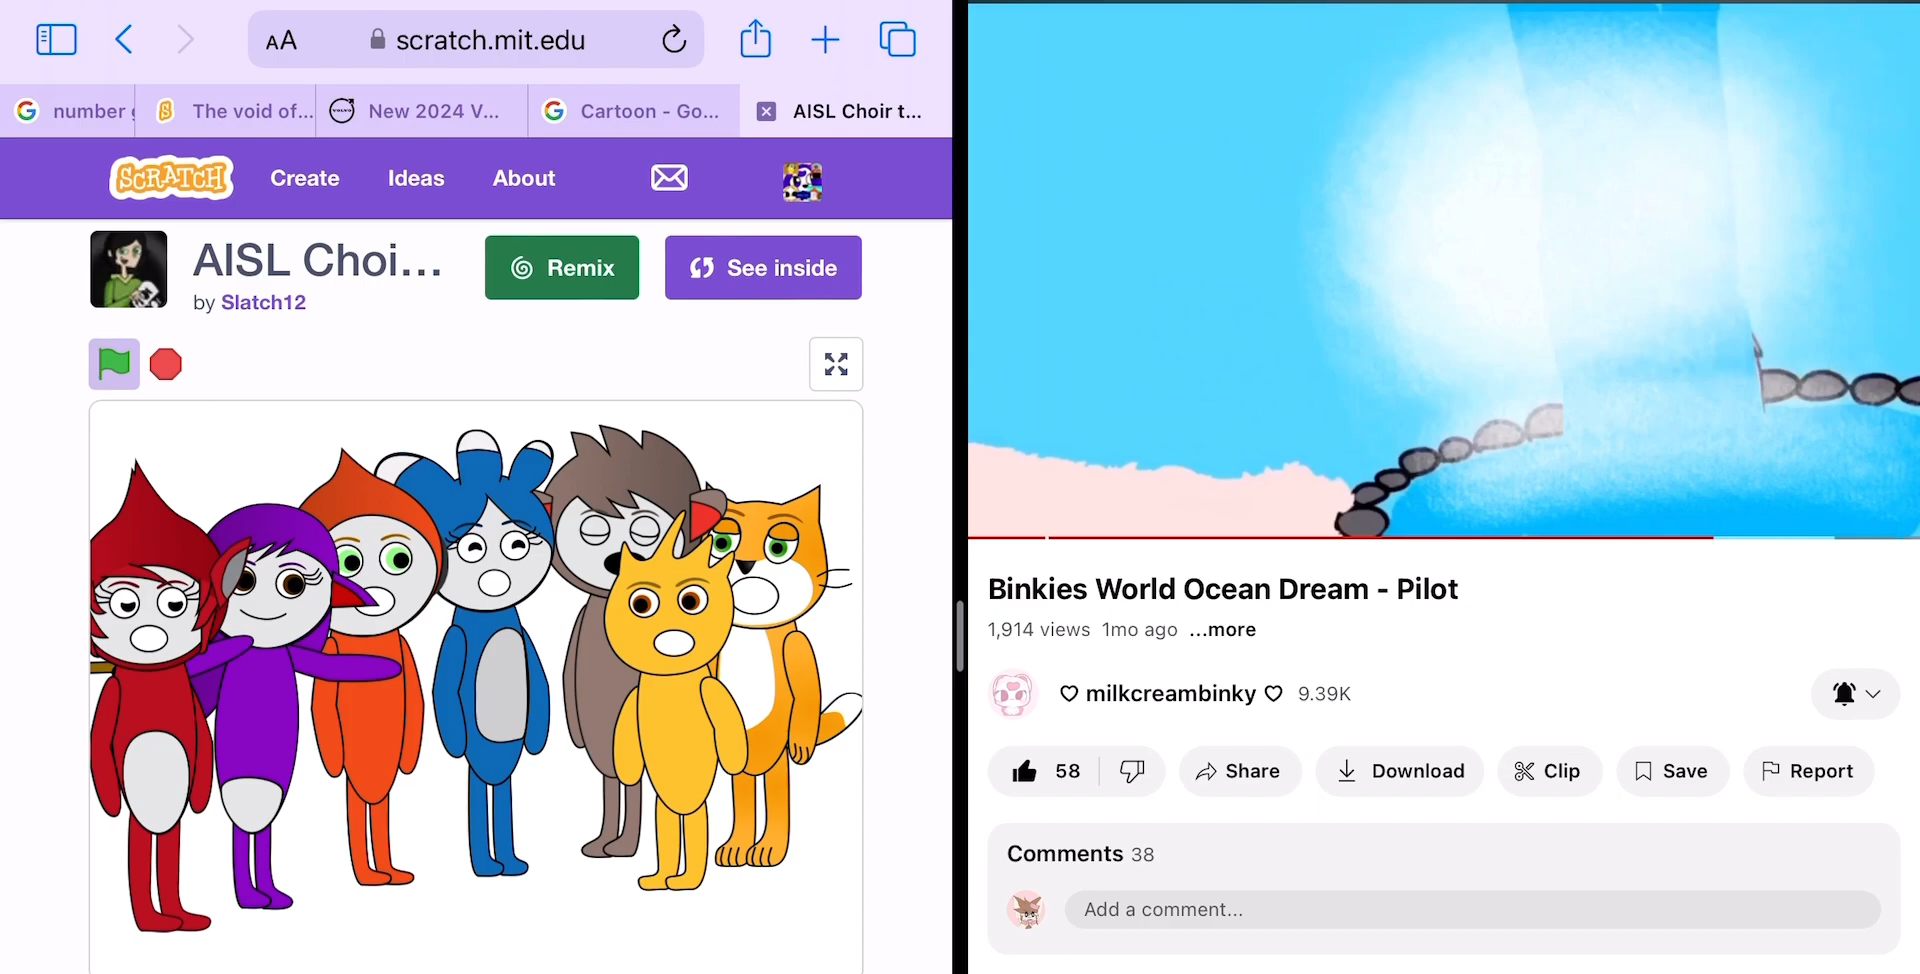 AA scratch.mit.edu
number
The void of...
New 2024 V...
Cartoon - Go...
AISL Choir t...
SCRATCH Create Ideas About
AISL Choi...
by Slatch12
Remix
See inside
Binkies World Ocean Dream - Pilot
1,914 views 1mo ago ...more
♡ milkcreambinky ♡ 9.39K
58 Share Download Clip Save Report
Comments 38
Add a comment...